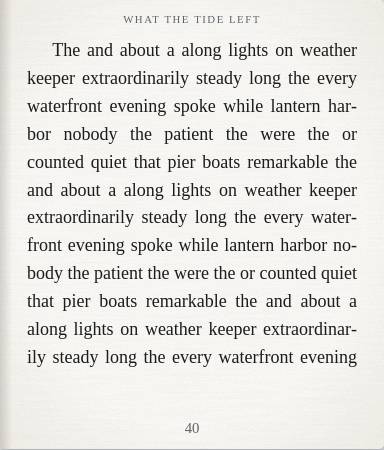 WHAT THE TIDE LEFT
The and about a along lights on weather
keeper extraordinarily steady long the every
waterfront evening spoke while lantern har-
bor nobody the patient the were the or
counted quiet that pier boats remarkable the
and about a along lights on weather keeper
extraordinarily steady long the every water-
front evening spoke while lantern harbor no-
body the patient the were the or counted quiet
that pier boats remarkable the and about a
along lights on weather keeper extraordinar-
ily steady long the every waterfront evening
40